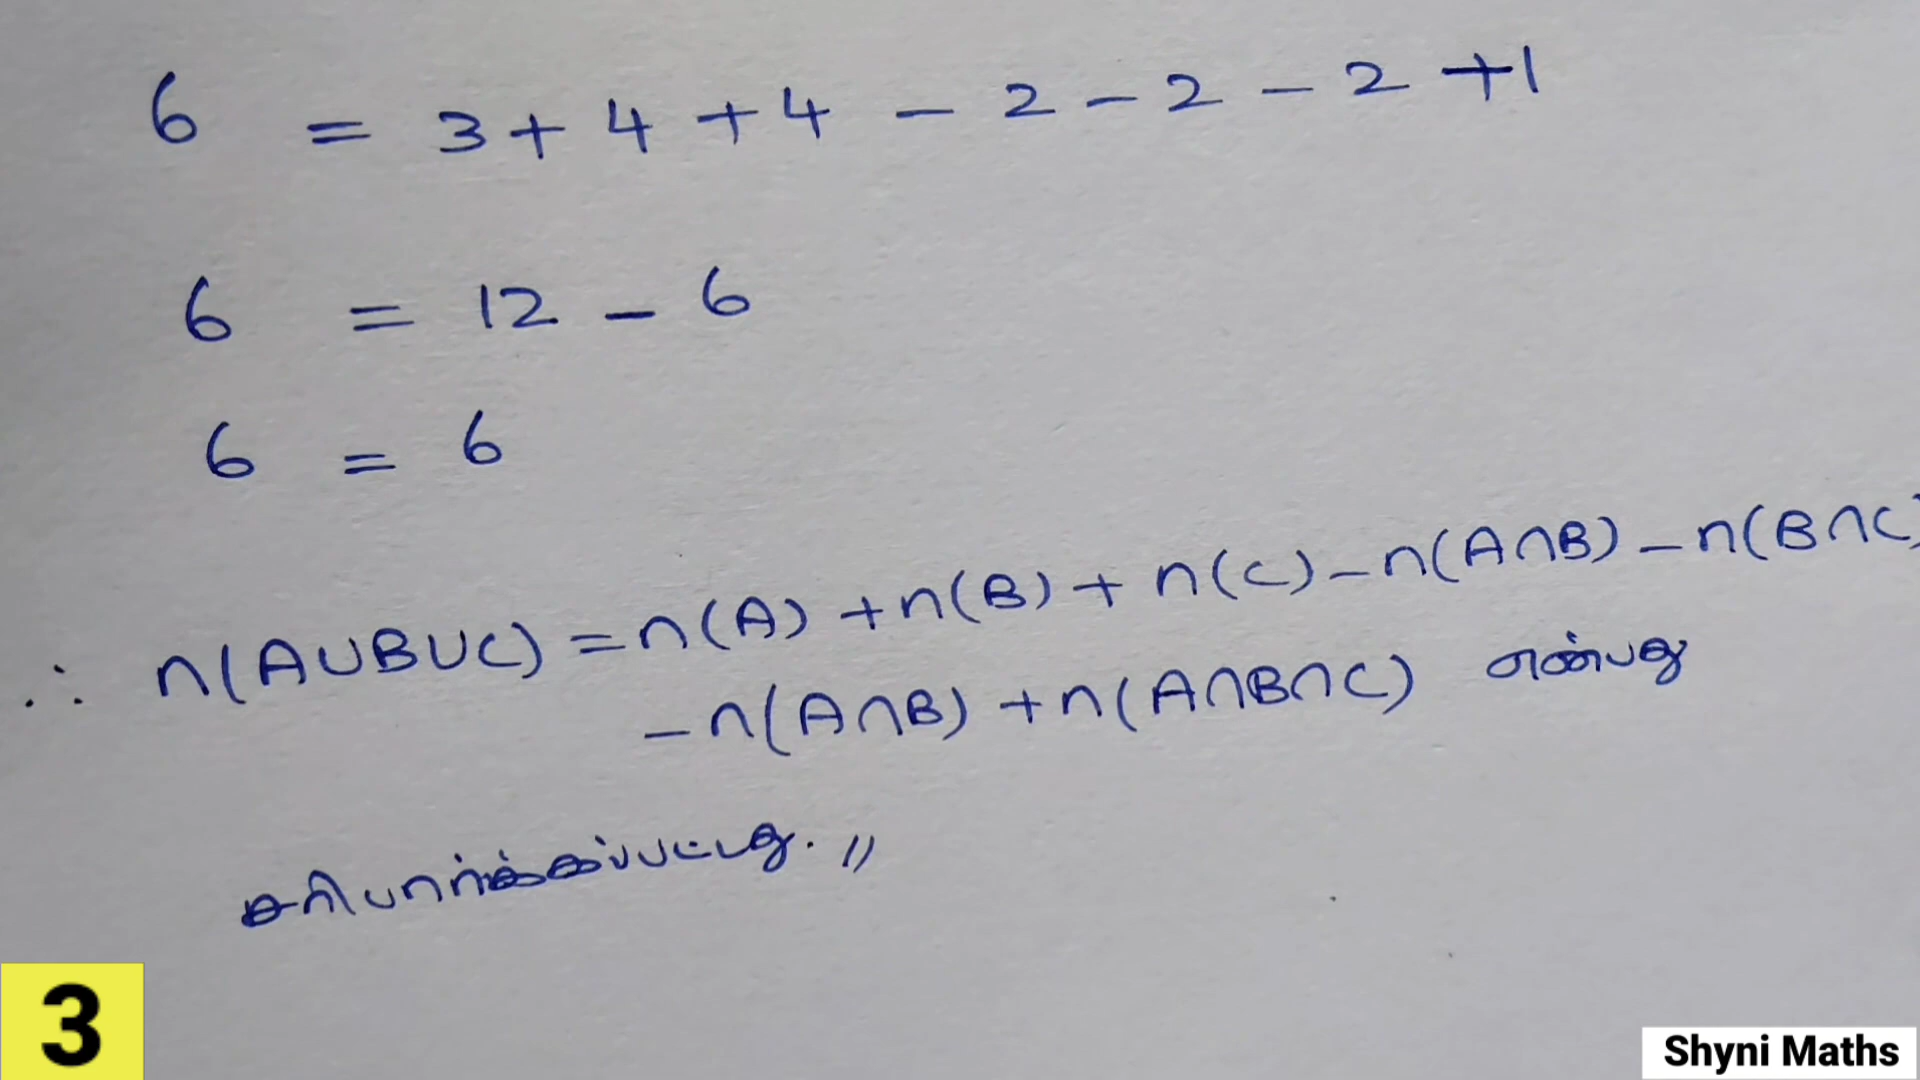 6 = 3 + 4 + 4 - 2 - 2 - 2 + 1
6 = 12 - 6
6 = 6
∴ n(A∪B∪C) = n(A) + n(B) + n(C) - n(A∩B) - n(B∩C)
- n(A∩B) + n(A∩B∩C) என்பது
சரிபார்க்கப்பட்டது. //
3
Shyni Maths